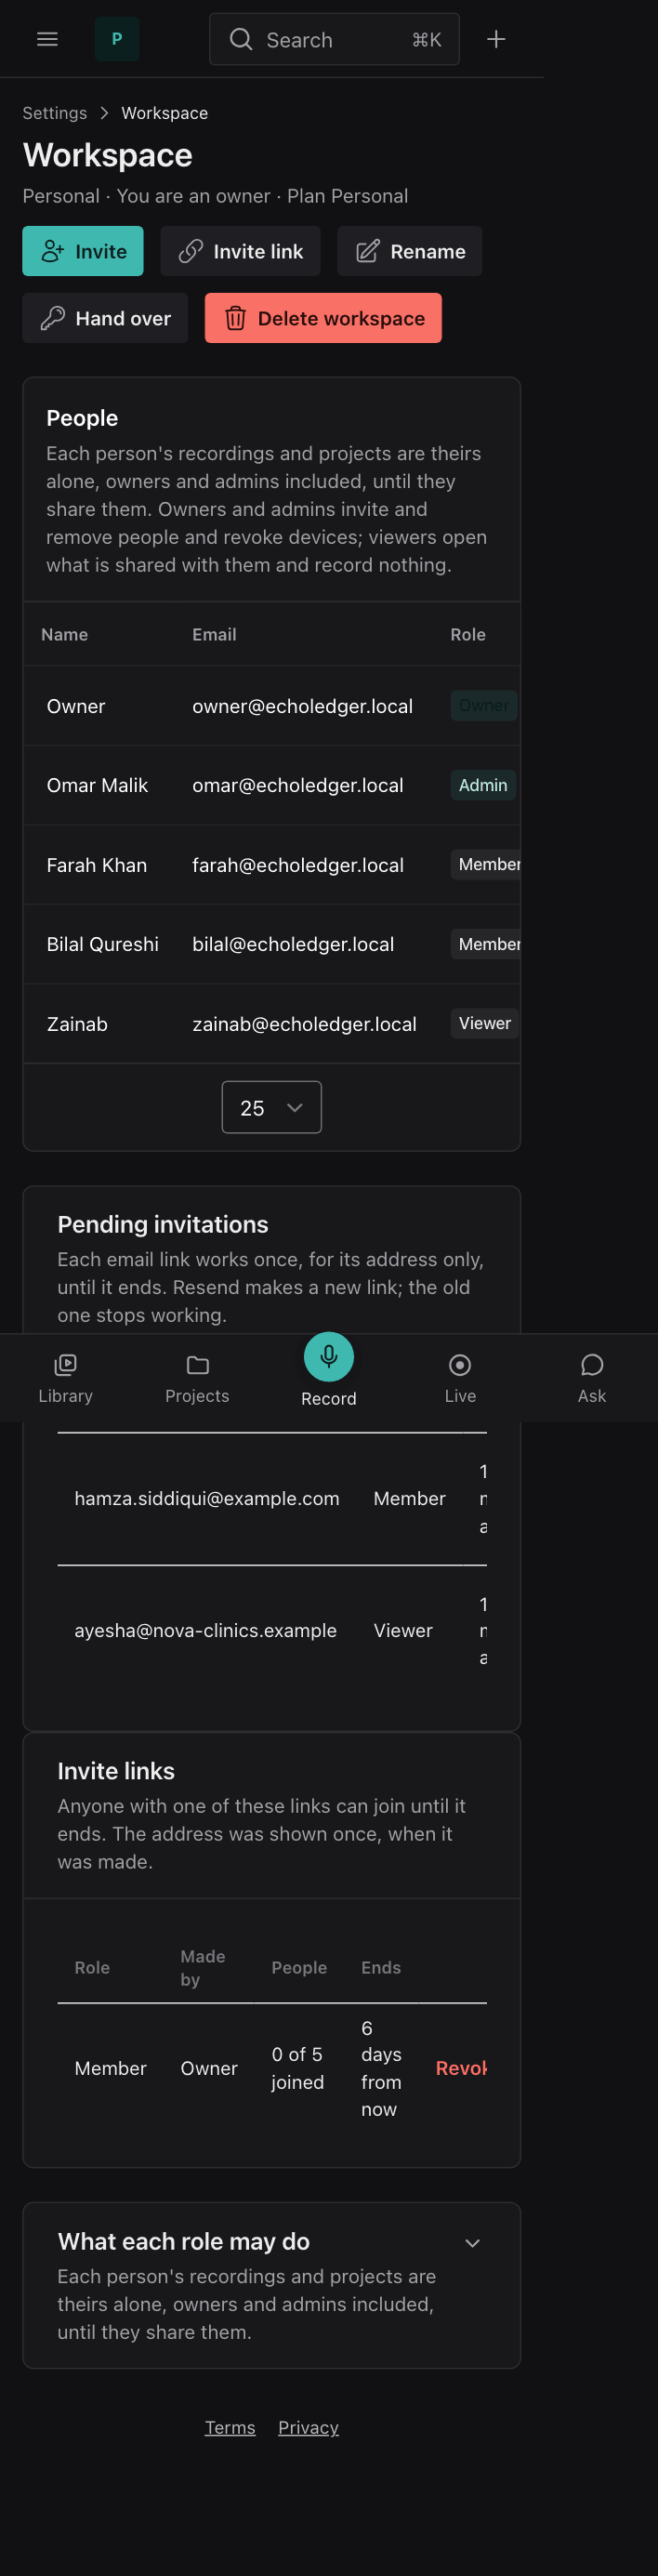 P
Search ⌘K
Settings > Workspace
Workspace
Personal · You are an owner · Plan Personal
Invite
Invite link
Rename
Hand over
Delete workspace
People
Each person's recordings and projects are theirs
alone, owners and admins included, until they
share them. Owners and admins invite and
remove people and revoke devices; viewers open
what is shared with them and record nothing.
Name Email Role
Owner owner@echoledger.local Owner
Omar Malik omar@echoledger.local Admin
Farah Khan farah@echoledger.local Member
Bilal Qureshi bilal@echoledger.local Member
Zainab zainab@echoledger.local Viewer
25
Pending invitations
Each email link works once, for its address only,
until it ends. Resend makes a new link; the old
one stops working.
Library Projects Record Live Ask
hamza.siddiqui@example.com Member
ayesha@nova-clinics.example Viewer
Invite links
Anyone with one of these links can join until it
ends. The address was shown once, when it
was made.
Role Made by People Ends
Member Owner 0 of 5 joined 6 days from now
What each role may do
Each person's recordings and projects are
theirs alone, owners and admins included,
until they share them.
Terms Privacy